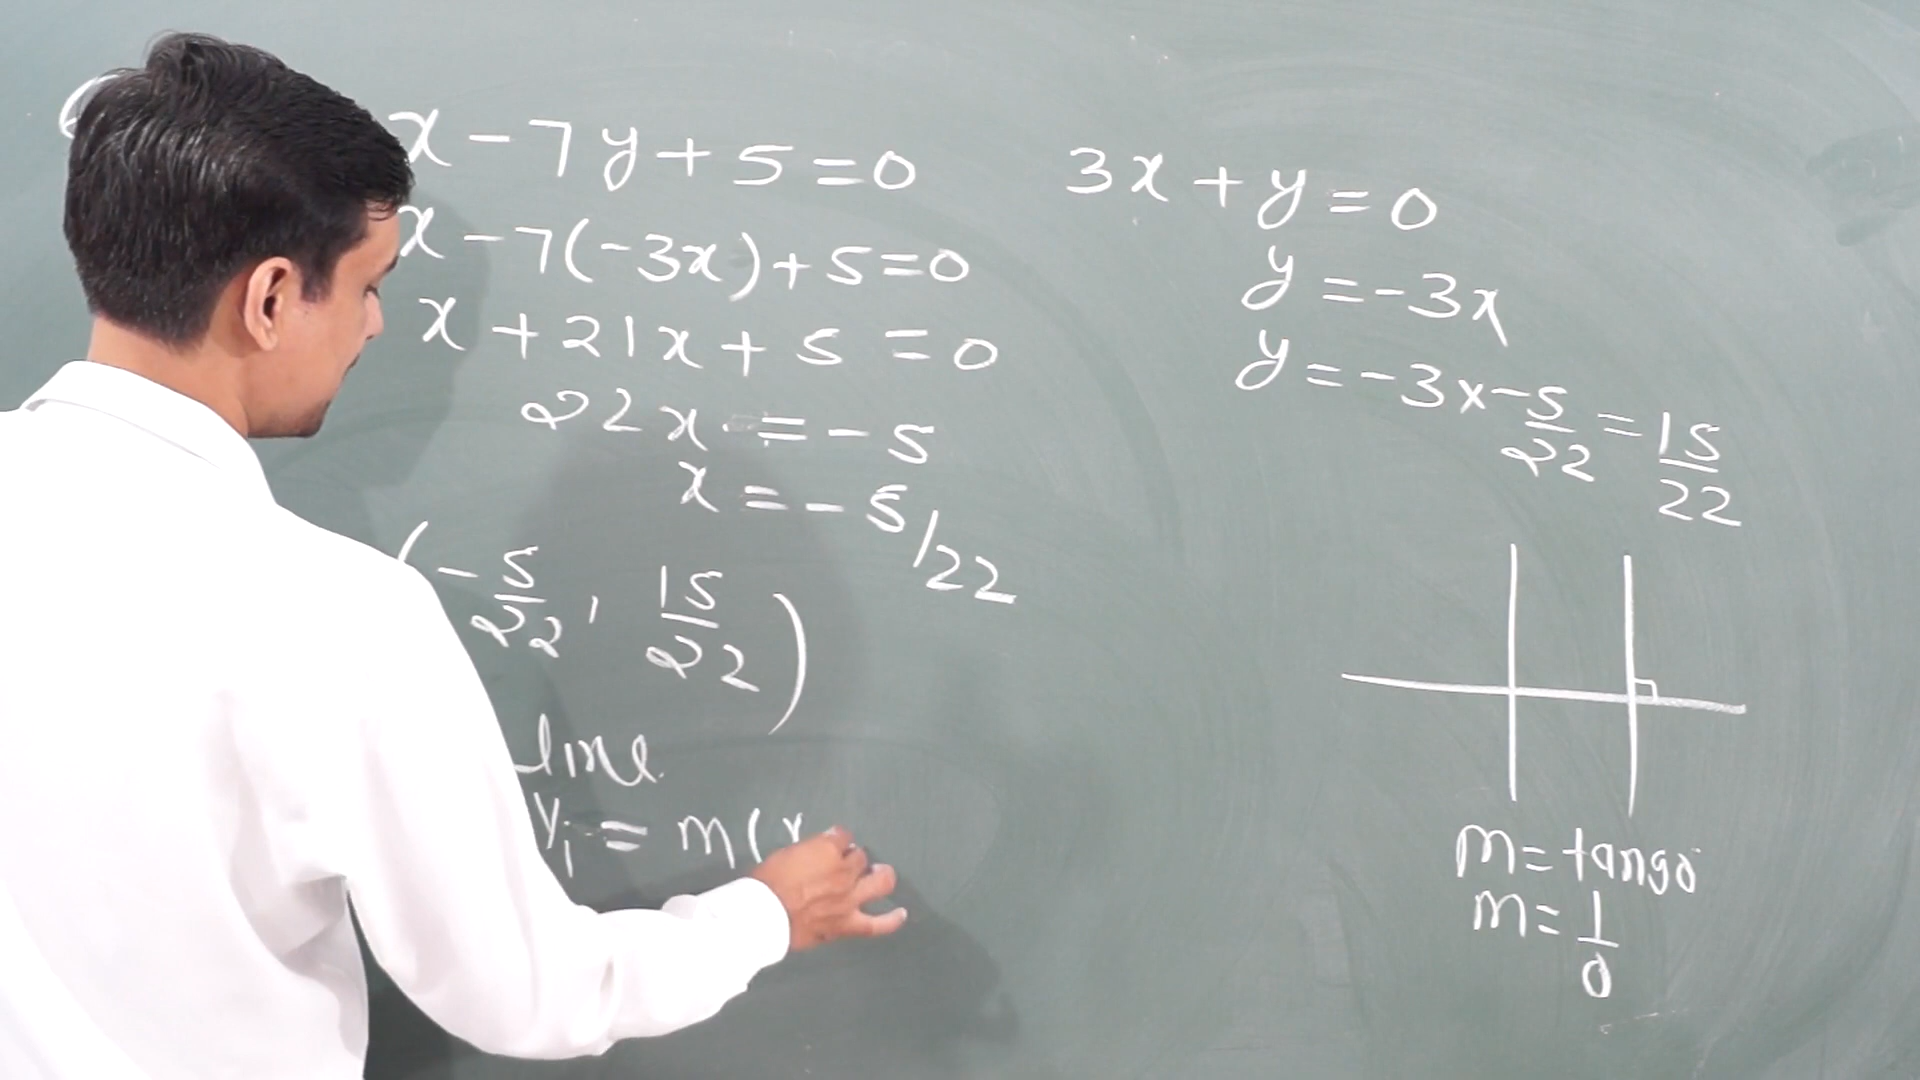 x - 7y + 5 = 0
x - 7(-3x) + 5 = 0
x + 21x + 5 = 0
22x = - 5
x = - 5/22
(-5/22, 15/22)
line
y₁ = m(x
3x + y = 0
y = -3x
y = -3 x -5/22 = 15/22
m = tan90
m = 1/0